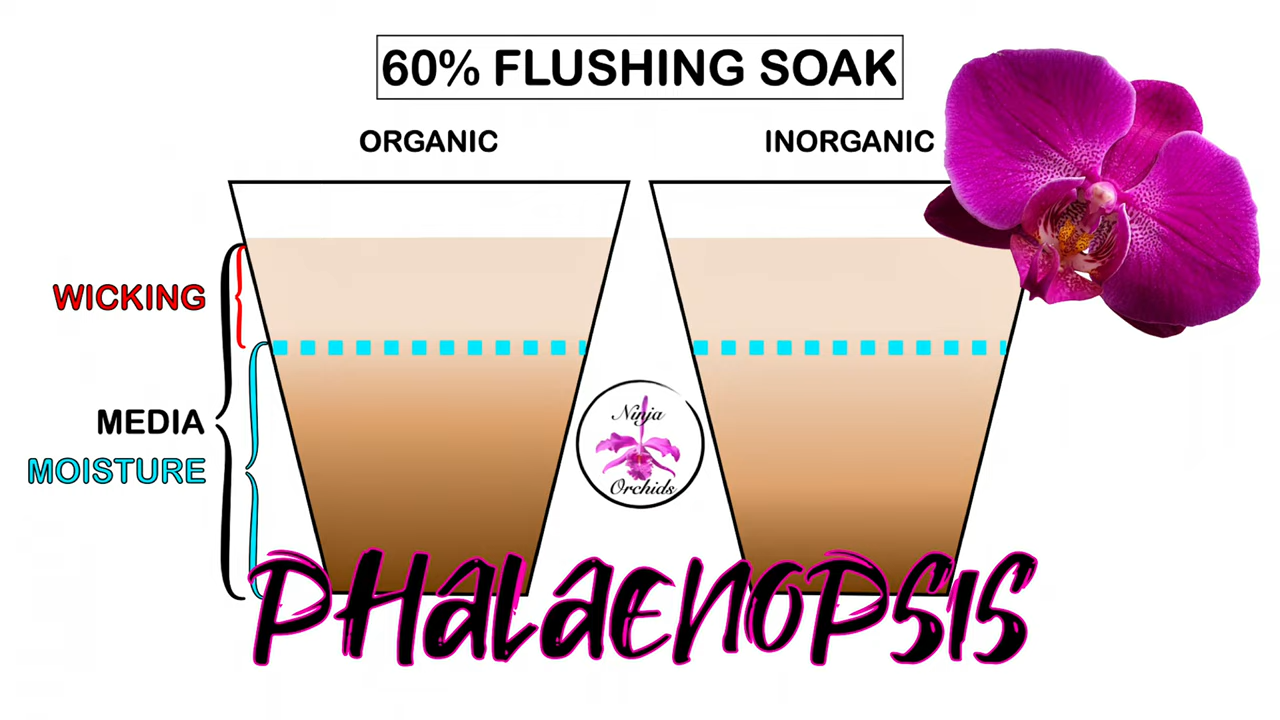 60% FLUSHING SOAK
ORGANIC
INORGANIC
WICKING
MEDIA
MOISTURE
Ninja
Orchids
PHALAENOPSIS